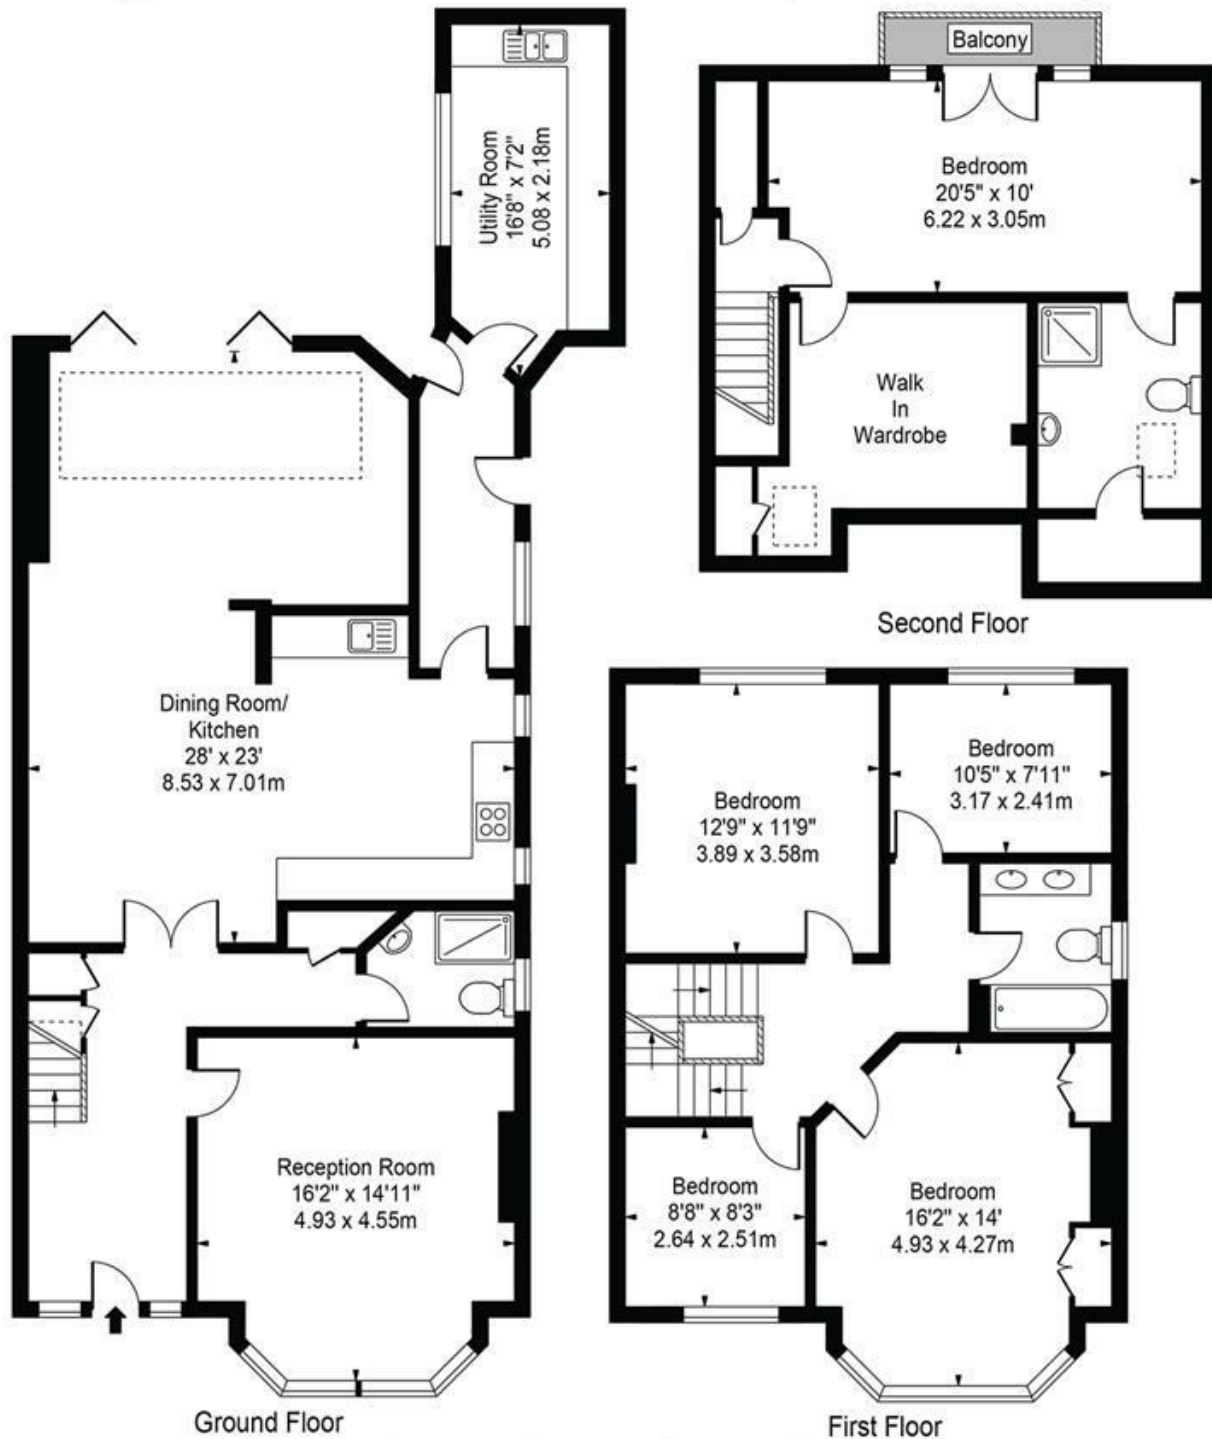 Utility Room
16'8" x 7'2"
5.08 x 2.18m
Dining Room/
Kitchen
28' x 23'
8.53 x 7.01m
Reception Room
16'2" x 14'11"
4.93 x 4.55m
Ground Floor
Balcony
Bedroom
20'5" x 10'
6.22 x 3.05m
Walk
In
Wardrobe
Second Floor
Bedroom
12'9" x 11'9"
3.89 x 3.58m
Bedroom
10'5" x 7'11"
3.17 x 2.41m
Bedroom
8'8" x 8'3"
2.64 x 2.51m
Bedroom
16'2" x 14'
4.93 x 4.27m
First Floor